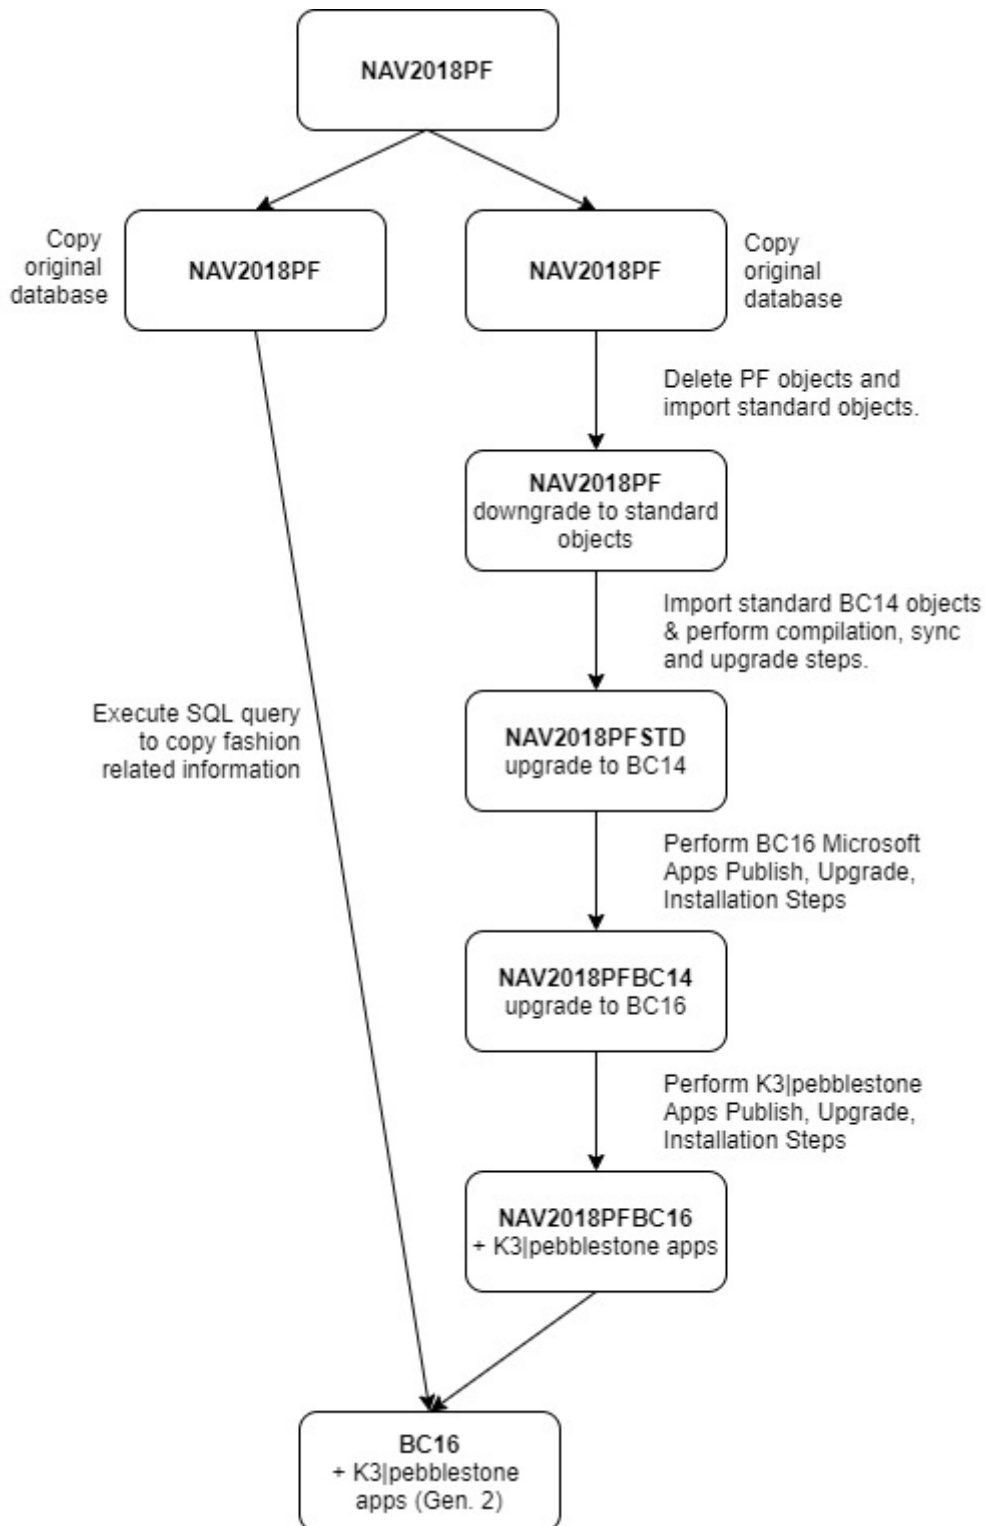 NAV2018PF
Copy
original
database
NAV2018PF
NAV2018PF
Copy
original
database
Delete PF objects and
import standard objects.
NAV2018PF
downgrade to standard
objects
Import standard BC14 objects
& perform compilation, sync
and upgrade steps.
Execute SQL query
to copy fashion
related information
NAV2018PFSTD
upgrade to BC14
Perform BC16 Microsoft
Apps Publish, Upgrade,
Installation Steps
NAV2018PFBC14
upgrade to BC16
Perform K3|pebblestone
Apps Publish, Upgrade,
Installation Steps
NAV2018PFBC16
+ K3|pebblestone apps
BC16
+ K3|pebblestone
apps (Gen. 2)